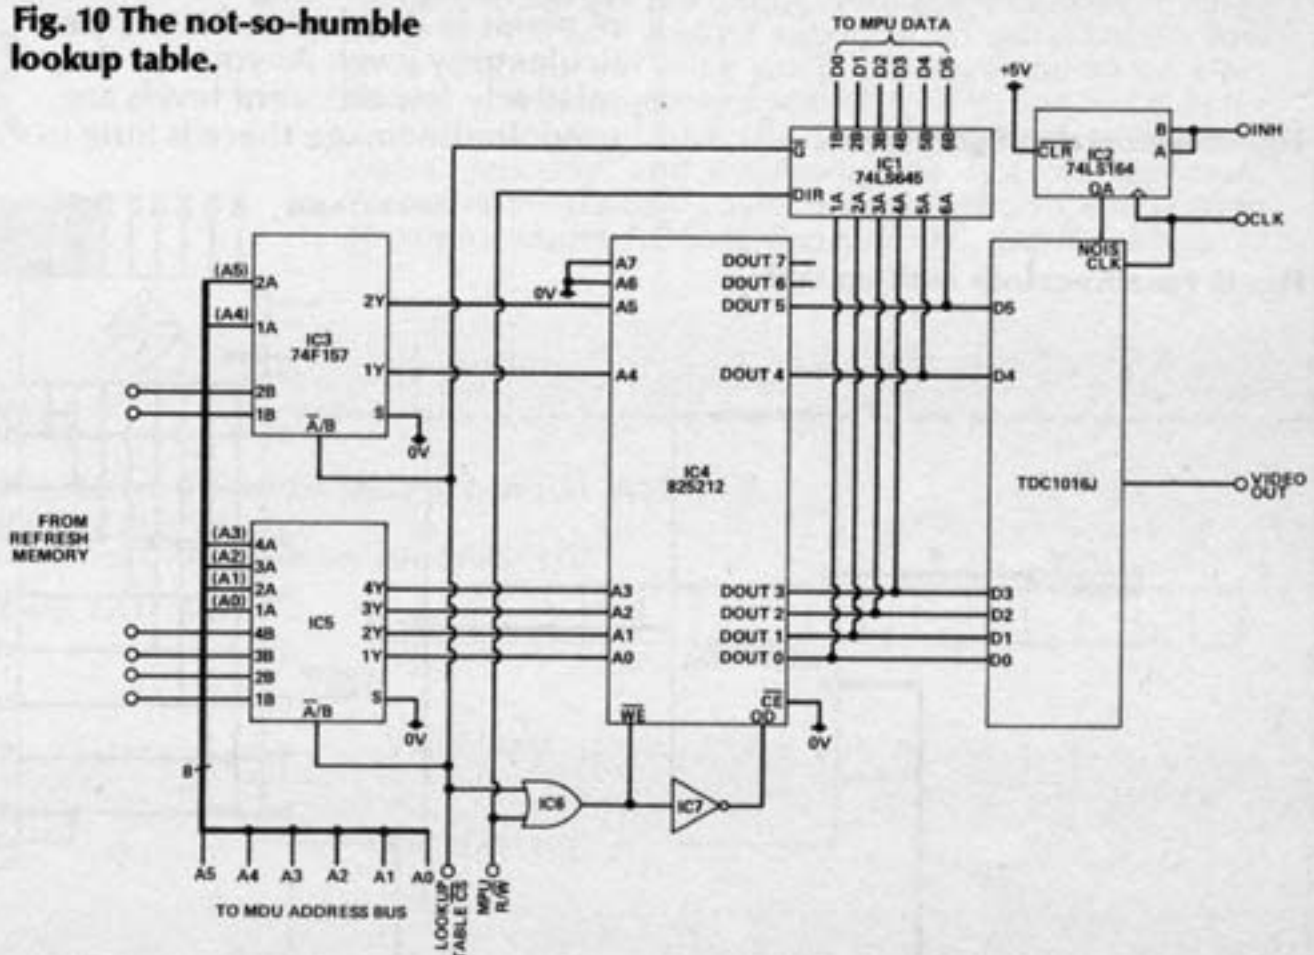 Fig. 10 The not-so-humble
lookup table.
TO MPU DATA
D0 D1 D2 D3 D4 D5
+5V
1B 2B 3B 4B 5B 6B
GI
IC1
74LS645
DIR
1A 2A 3A 4A 5A 6A
CLR
IC2
74LS164
B
A
QA
INH
CLK
(A5)
2A
(A4)
1A
IC3
74F157
2Y
1Y
2B
1B
S
A/B
0V
A7
A6
A5
0V
A4
DOUT 7
DOUT 6
DOUT 5
DOUT 4
IC4
825212
NOIS
CLK
D5
D4
TDC1016J
VIDEO
OUT
FROM
REFRESH
MEMORY
(A3)
4A
(A2)
3A
(A1)
2A
(A0)
1A
4B
3B
2B
1B
IC5
4Y
3Y
2Y
1Y
S
A/B
0V
A3
A2
A1
A0
DOUT 3
DOUT 2
DOUT 1
DOUT 0
D3
D2
D1
D0
WE
CE
OD
0V
IC6
IC7
A5 A4 A3 A2 A1 A0
TO MDU ADDRESS BUS
LOOKUP
TABLE CS
MPU
R/W